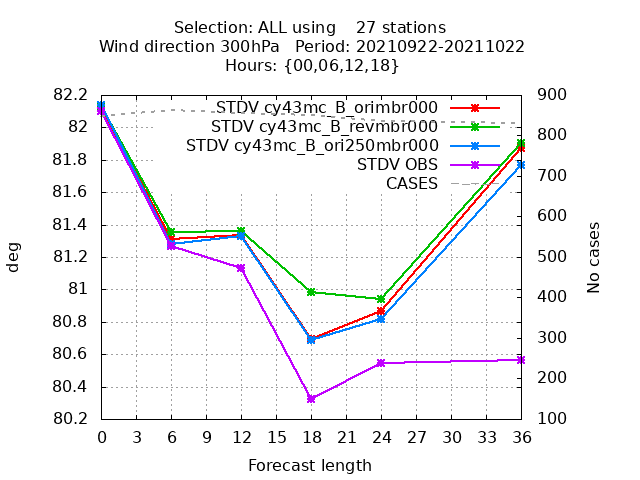 Selection: ALL using    27 stations
Wind direction 300hPa   Period: 20210922-20211022
Hours: {00,06,12,18}
STDV cy43mc_B_orimbr000
STDV cy43mc_B_revmbr000
STDV cy43mc_B_ori250mbr000
STDV OBS
CASES
deg
82.2
82
81.8
81.6
81.4
81.2
81
80.8
80.6
80.4
80.2
900
800
700
600
500
400
300
200
100
No cases
0 3 6 9 12 15 18 21 24 27 30 33 36
Forecast length